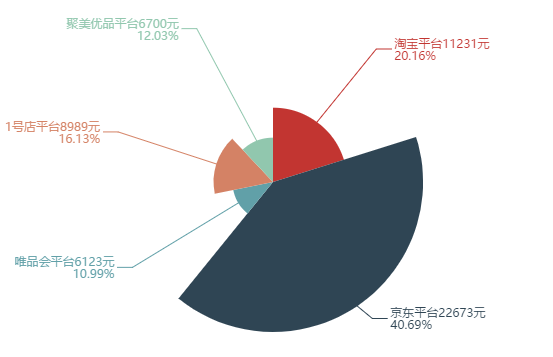 聚美优品平台6700元
12.03%
淘宝平台11231元
20.16%
1号店平台8989元
16.13%
唯品会平台6123元
10.99%
京东平台22673元
40.69%